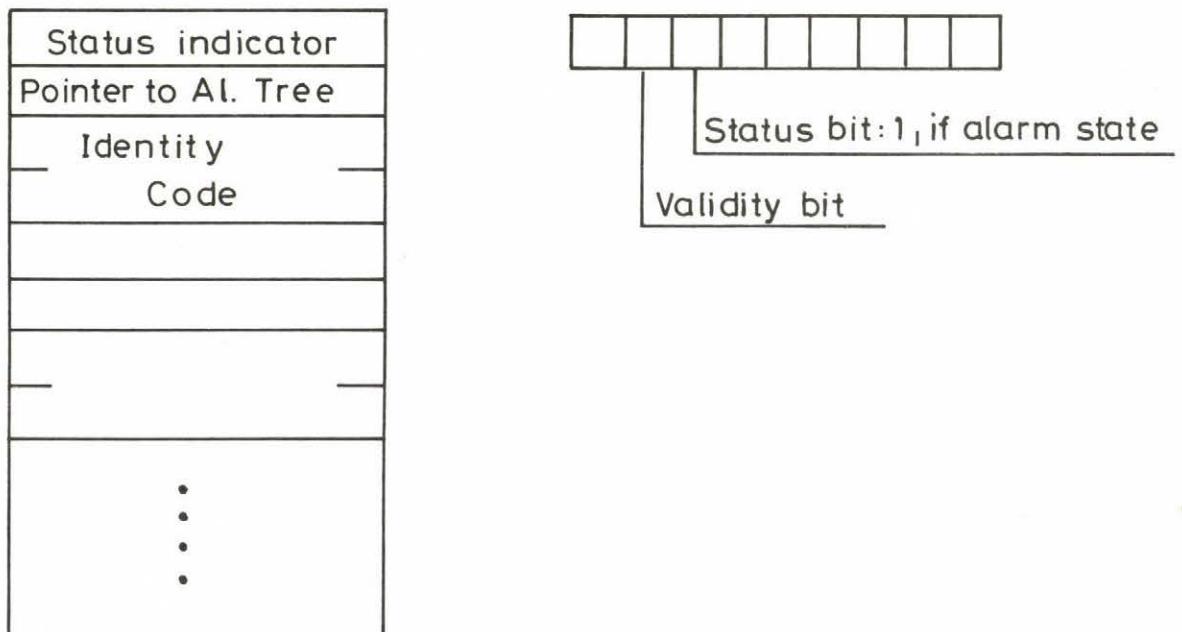 Status indicator
Pointer to Al. Tree
Identity
Code
Status bit: 1, if alarm state
Validity bit